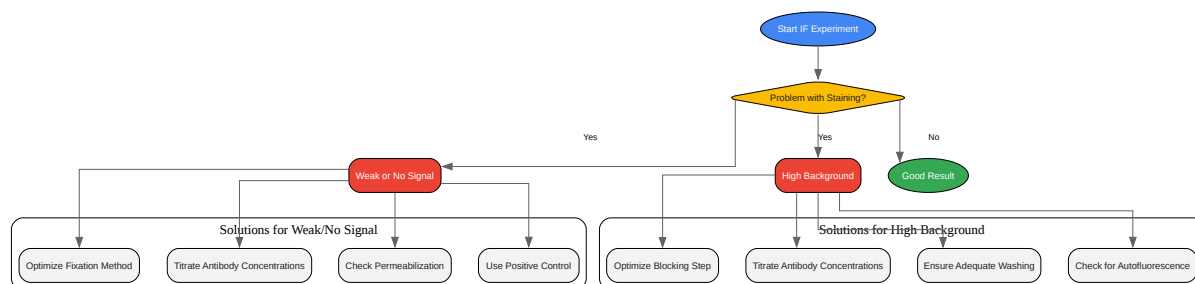 Start IF Experiment
Problem with Staining?
Yes
Yes
No
Weak or No Signal
High Background
Good Result
Solutions for Weak/No Signal
Solutions for High Background
Optimize Fixation Method
Titrate Antibody Concentrations
Check Permeabilization
Use Positive Control
Optimize Blocking Step
Titrate Antibody Concentrations
Ensure Adequate Washing
Check for Autofluorescence